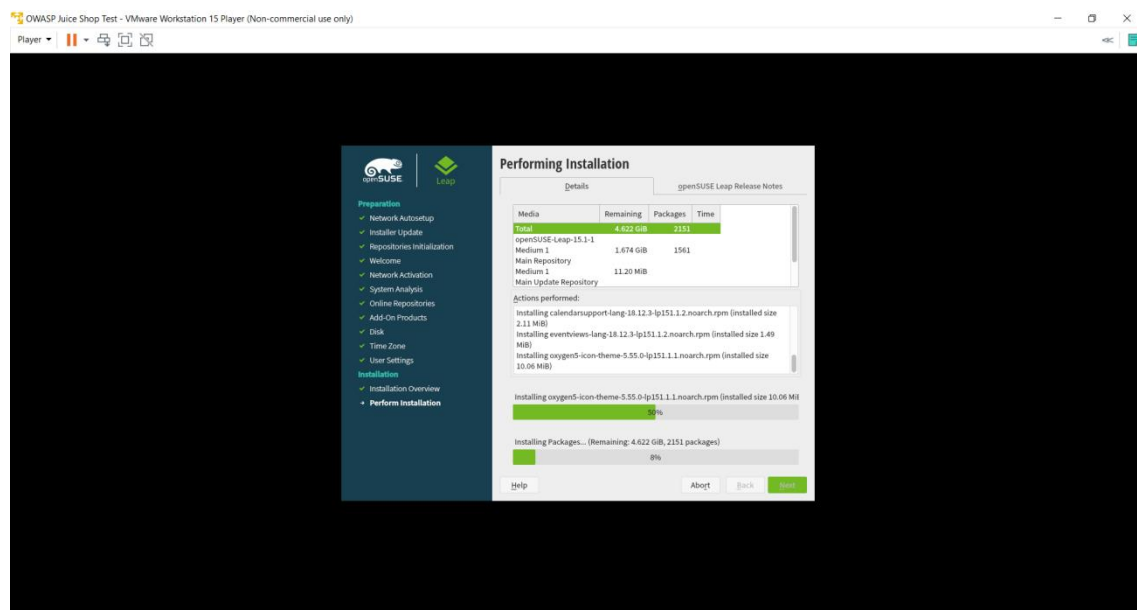 OWASP Juice Shop Test - VMware Workstation 15 Player (Non-commercial use only)
Player
openSUSE
Leap
Preparation
Network Autosetup
Installer Update
Repositories Initialization
Welcome
Network Activation
System Analysis
Online Repositories
Add-On Products
Disk
Time Zone
User Settings
Installation
Installation Overview
Perform Installation
Performing Installation
Details
openSUSE Leap Release Notes
Media Remaining Packages Time
Total 4.622 GiB 2151
openSUSE-Leap-15.1-1
Medium 1 1.674 GiB 1561
Main Repository
Medium 1 11.20 MiB
Main Update Repository
Actions performed:
Installing calendarsupport-lang-18.12.3-lp151.1.2.noarch.rpm (installed size
2.11 MiB)
Installing eventviews-lang-18.12.3-lp151.1.2.noarch.rpm (installed size 1.49
MiB)
Installing oxygen5-icon-theme-5.55.0-lp151.1.1.noarch.rpm (installed size
10.06 MiB)
Installing oxygen5-icon-theme-5.55.0-lp151.1.1.noarch.rpm (installed size 10.06 MiB
50%
Installing Packages... (Remaining: 4.622 GiB, 2151 packages)
8%
Help
Abort
Back
Next